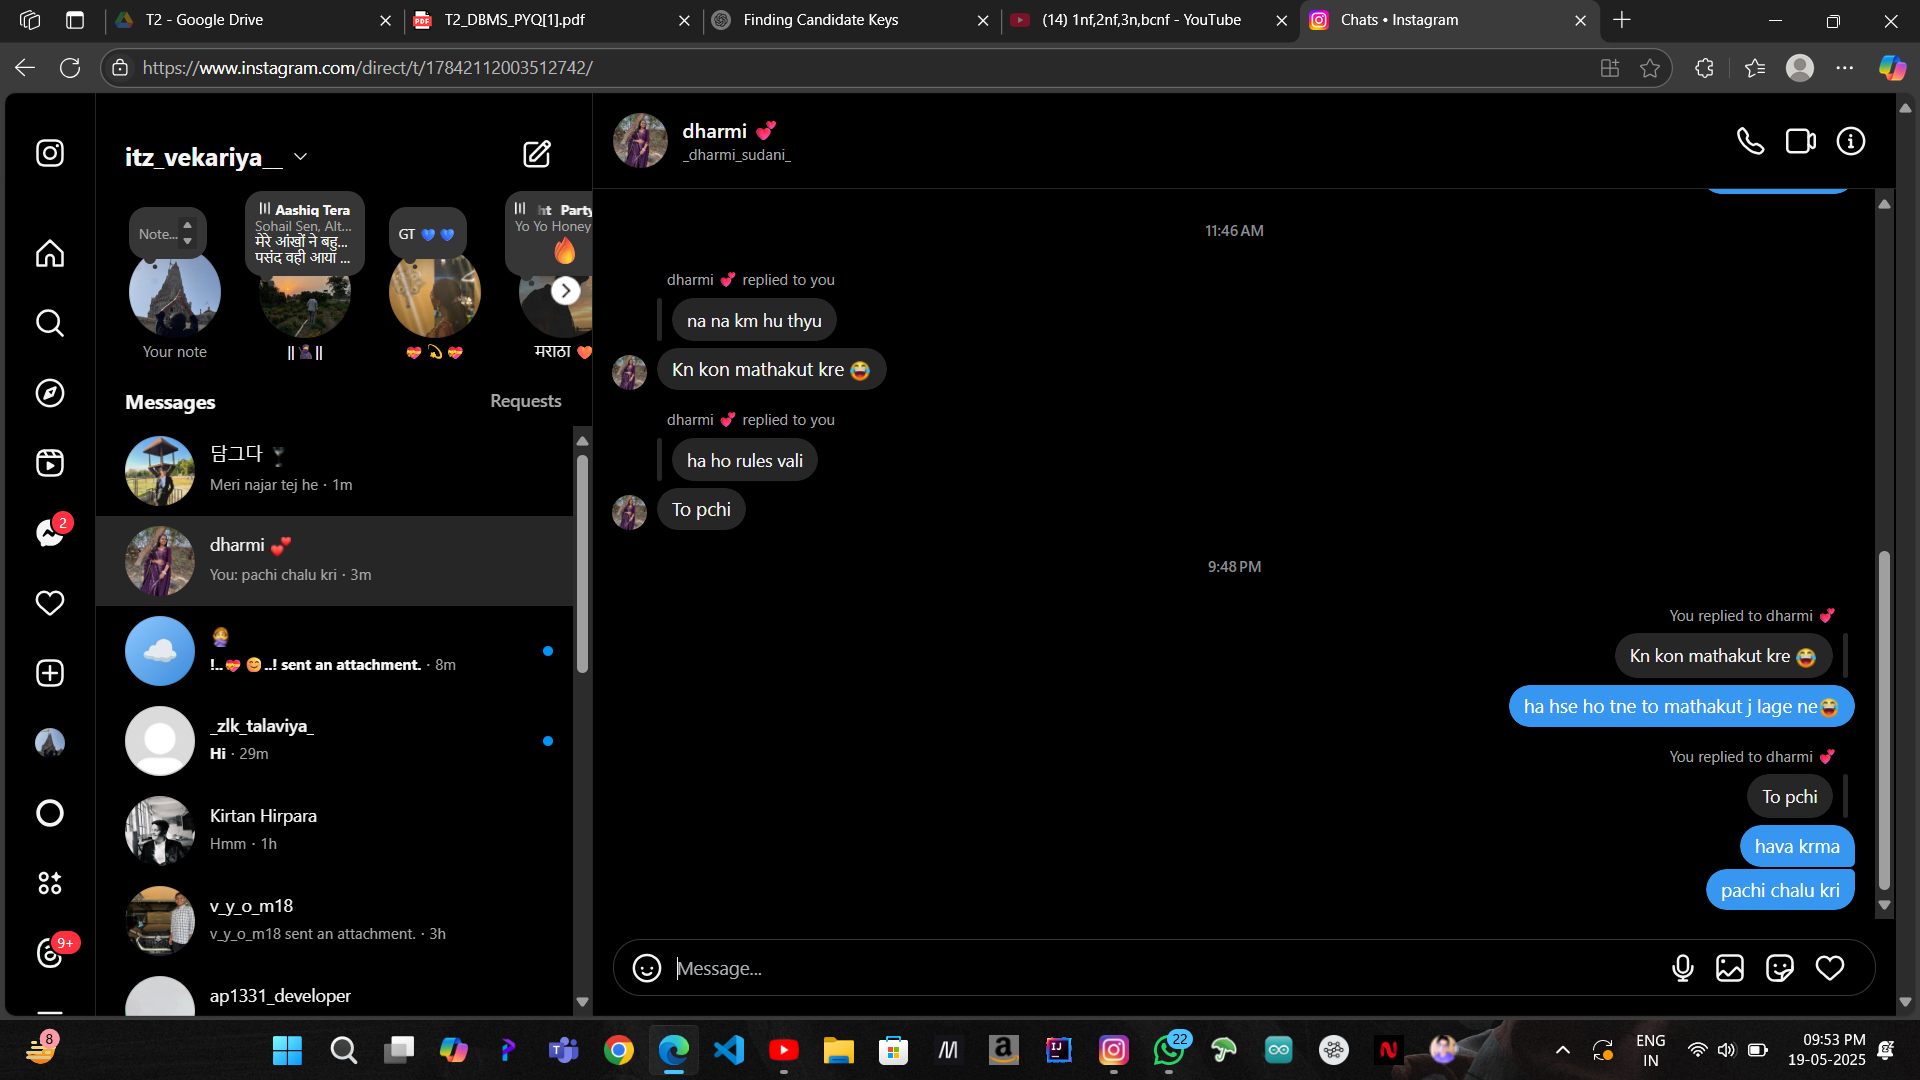 T2 - Google Drive
T2_DBMS_PYQ[1].pdf
Finding Candidate Keys
(14) 1nf,2nf,3n,bcnf - YouTube
Chats • Instagram
https://www.instagram.com/direct/t/17842112003512742/
itz_vekariya__
Note...
Aashiq Tera
Sohail Sen, Alt...
मेरे आंखों ने बहु...
पसंद वही आया ...
GT 💙 💙
ht Party
Yo Yo Honey
🔥
Your note
||
||
💝 💫 💝
मराठा 🧡
Messages
Requests
담그다 🍷
Meri najar tej he · 1m
dharmi 💕
You: pachi chalu kri · 3m
!..💝 😊..! sent an attachment. · 8m
_zlk_talaviya_
Hi · 29m
Kirtan Hirpara
Hmm · 1h
v_y_o_m18
v_y_o_m18 sent an attachment. · 3h
ap1331_developer
2
9+
dharmi 💕
_dharmi_sudani_
11:46 AM
dharmi 💕 replied to you
na na km hu thyu
Kn kon mathakut kre 😂
dharmi 💕 replied to you
ha ho rules vali
To pchi
9:48 PM
You replied to dharmi 💕
Kn kon mathakut kre 😂
ha hse ho tne to mathakut j lage ne😂
You replied to dharmi 💕
To pchi
hava krma
pachi chalu kri
Message...
8
22
ENG
IN
09:53 PM
19-05-2025